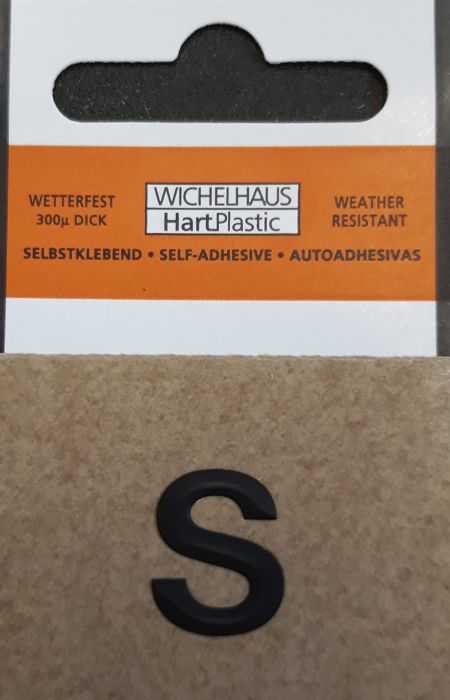 WETTERFEST
300µ DICK
WICHELHAUS
HartPlastic
WEATHER
RESISTANT
SELBSTKLEBEND • SELF-ADHESIVE • AUTOADHESIVAS
S